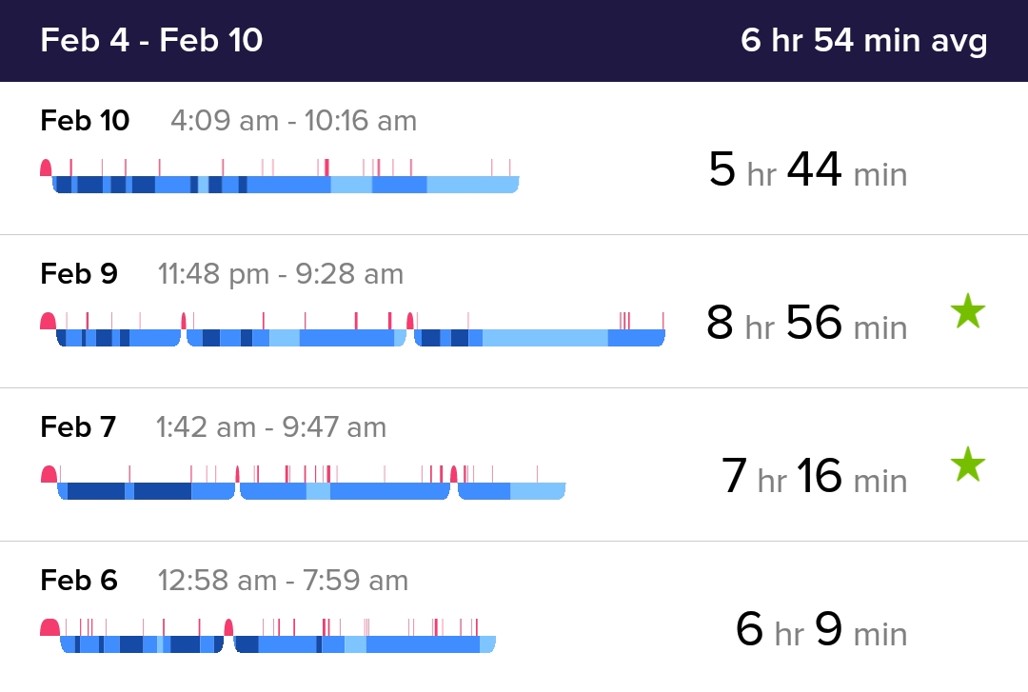 Feb 4 - Feb 10 6 hr 54 min avg
Feb 10 4:09 am - 10:16 am
5 hr 44 min
Feb 9 11:48 pm - 9:28 am
8 hr 56 min
Feb 7 1:42 am - 9:47 am
7 hr 16 min
Feb 6 12:58 am - 7:59 am
6 hr 9 min